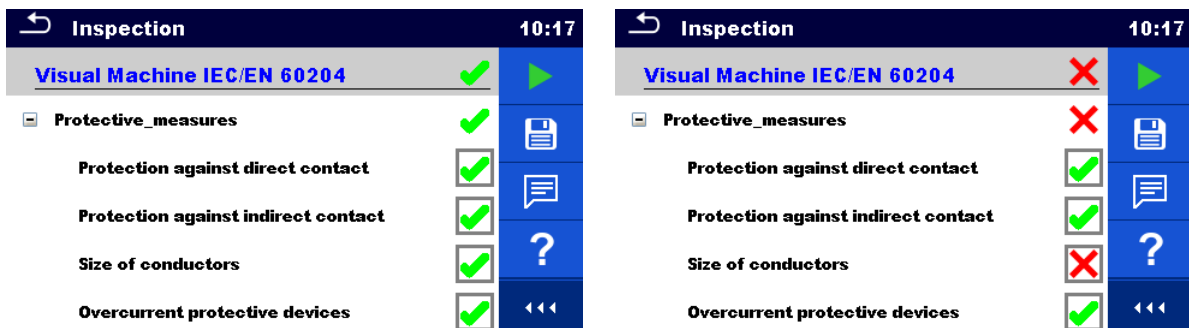 Inspection 10:17
Visual Machine IEC/EN 60204
Protective_measures
Protection against direct contact
Protection against indirect contact
Size of conductors
Overcurrent protective devices
?
Inspection 10:17
Visual Machine IEC/EN 60204
Protective_measures
Protection against direct contact
Protection against indirect contact
Size of conductors
Overcurrent protective devices
?